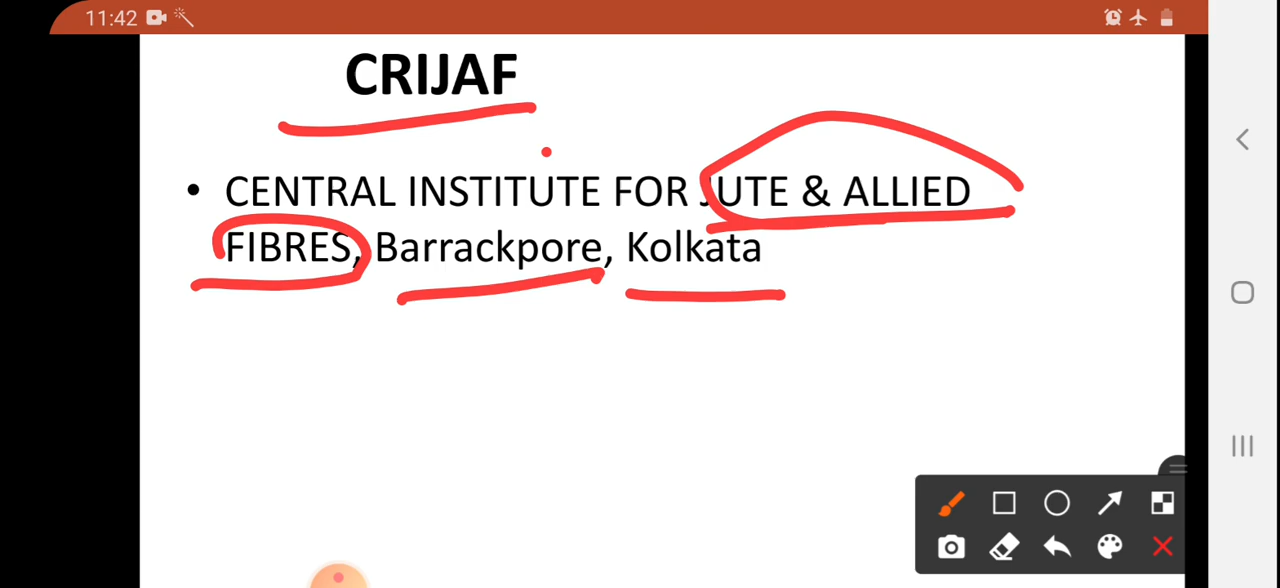 11:42
CRIJAF
• CENTRAL INSTITUTE FOR JUTE & ALLIED
FIBRES, Barrackpore, Kolkata